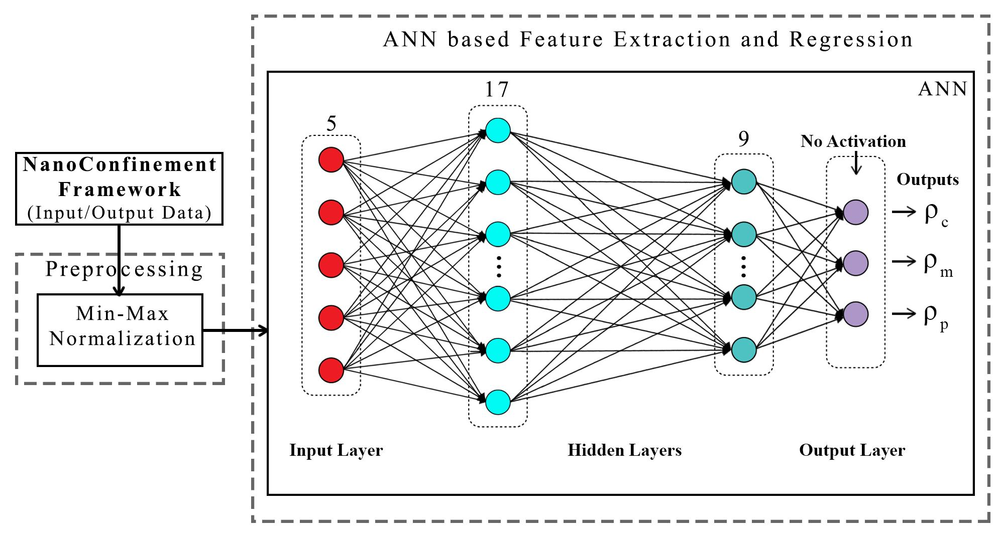 ANN based Feature Extraction and Regression
ANN
17
5
9
No Activation
NanoConfinement
Framework
(Input/Output Data)
Outputs
ρc
Preprocessing
ρm
Min-Max
Normalization
ρp
Input Layer
Hidden Layers
Output Layer